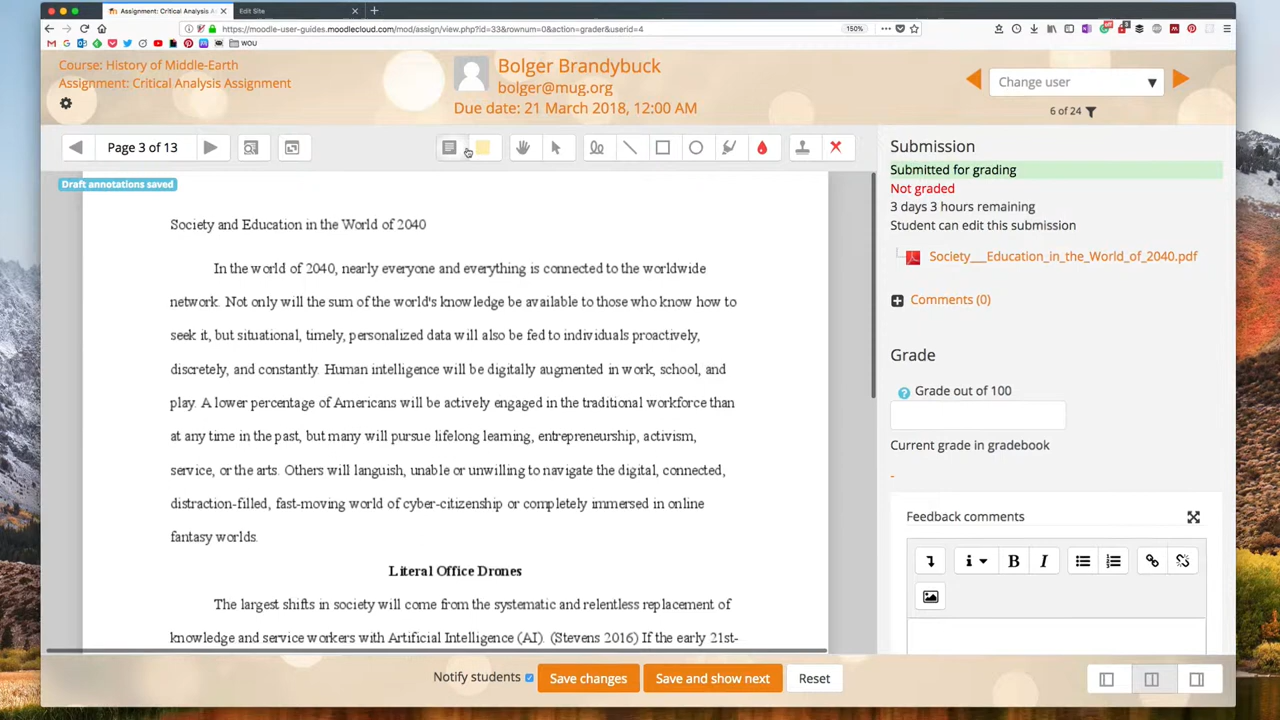 Assignment: Critical Analysis A
Edit Site
https://moodle-user-guides.moodlecloud.com/mod/assign/view.php?id=33&rownum=0&action=grader&userid=4
150%
WOU
Course: History of Middle-Earth
Assignment: Critical Analysis Assignment
Bolger Brandybuck
bolger@mug.org
Due date: 21 March 2018, 12:00 AM
Change user
6 of 24
Page 3 of 13
Draft annotations saved
Society and Education in the World of 2040
In the world of 2040, nearly everyone and everything is connected to the worldwide
network. Not only will the sum of the world's knowledge be available to those who know how to
seek it, but situational, timely, personalized data will also be fed to individuals proactively,
discretely, and constantly. Human intelligence will be digitally augmented in work, school, and
play. A lower percentage of Americans will be actively engaged in the traditional workforce than
at any time in the past, but many will pursue lifelong learning, entrepreneurship, activism,
service, or the arts. Others will languish, unable or unwilling to navigate the digital, connected,
distraction-filled, fast-moving world of cyber-citizenship or completely immersed in online
fantasy worlds.
Literal Office Drones
The largest shifts in society will come from the systematic and relentless replacement of
knowledge and service workers with Artificial Intelligence (AI). (Stevens 2016) If the early 21st-
Submission
Submitted for grading
Not graded
3 days 3 hours remaining
Student can edit this submission
Society___Education_in_the_World_of_2040.pdf
Comments (0)
Grade
Grade out of 100
Current grade in gradebook
-
Feedback comments
B
I
Notify students
Save changes
Save and show next
Reset